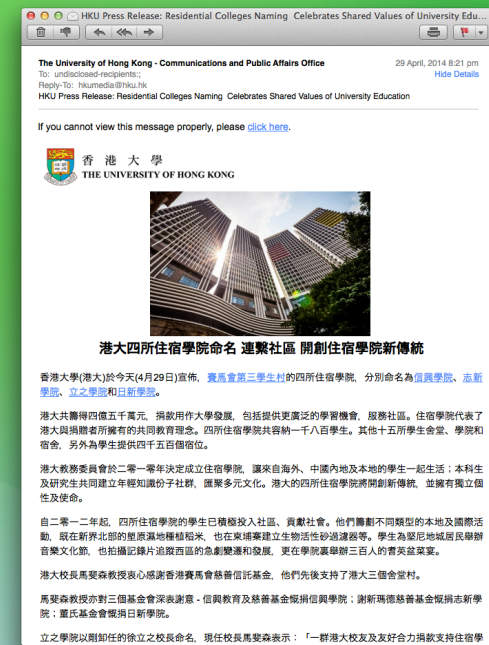 HKU Press Release: Residential Colleges Naming Celebrates Shared Values of University Edu...
The University of Hong Kong - Communications and Public Affairs Office
29 April, 2014 8:21 pm
To: undisclosed-recipients:;
Hide Details
Reply-To: hkumedia@hku.hk
HKU Press Release: Residential Colleges Naming Celebrates Shared Values of University Education
If you cannot view this message properly, please click here.
香港大學
THE UNIVERSITY OF HONG KONG
港大四所住宿學院命名 連繫社區 開創住宿學院新傳統
香港大學(港大)於今天(4月29日)宣佈，賽馬會第三學生村的四所住宿學院，分別命名為信興學院、志新
學院、立之學院和日新學院。
港大共籌得四億五千萬元，捐款用作大學發展，包括提供更廣泛的學習機會，服務社區。住宿學院代表了
港大與捐贈者所擁有的共同教育理念。四所住宿學院共容納一千八百學生。其他十五所學生舍堂、學院和
宿舍，另外為學生提供四千五百個宿位。
港大教務委員會於二零一零年決定成立住宿學院，讓來自海外、中國內地及本地的學生一起生活；本科生
及研究生共同建立年輕知識份子社群，匯聚多元文化。港大的四所住宿學院將開創新傳統，並擁有獨立個
性及使命。
自二零一二年起，四所住宿學院的學生已積極投入社區、貢獻社會。他們籌劃不同類型的本地及國際活
動，既在新界北部的塱原濕地種植稻米，也在柬埔寨建立生物活性砂過濾器等。學生為堅尼地城居民舉辦
音樂文化節，也拍攝記錄片追蹤西區的急劇變遷和發展，更在學院裏舉辦三百人的書英盆菜宴。
港大校長馬斐森教授衷心感謝香港賽馬會慈善信託基金，他們先後支持了港大三個舍堂村。
馬斐森教授亦對三個基金會深表謝意 - 信興教育及慈善基金慨捐信興學院；謝新瑪德慈善基金慨捐志新學
院；董氏基金會慨捐日新學院。
立之學院以剛卸任的徐立之校長命名，現任校長馬斐森表示：「一群港大校友及友好合力捐款支持住宿學